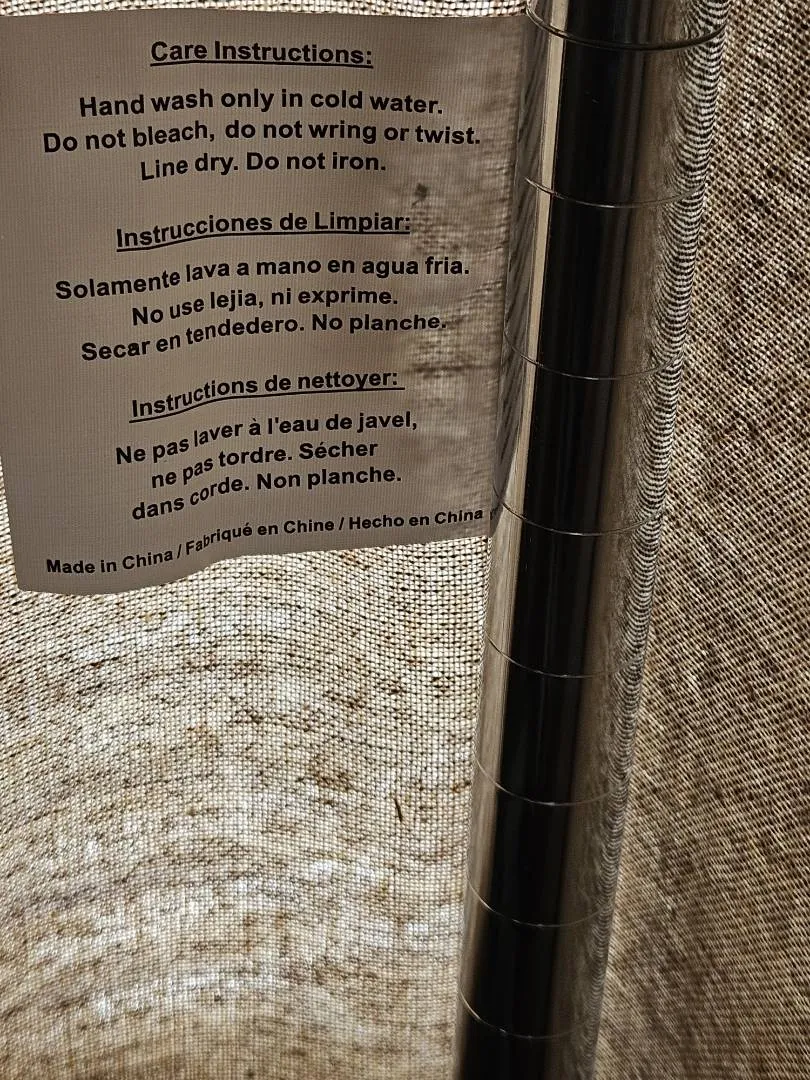 Care Instructions:
Hand wash only in cold water.
Do not bleach, do not wring or twist.
Line dry. Do not iron.
Instrucciones de Limpiar:
Solamente lava a mano en agua fria.
No use lejia, ni exprime.
Secar en tendedero. No planche.
Instructions de nettoyer:
Ne pas laver à l'eau de javel,
ne pas tordre. Sécher
dans corde. Non planche.
Made in China / Fabriqué en Chine / Hecho en China